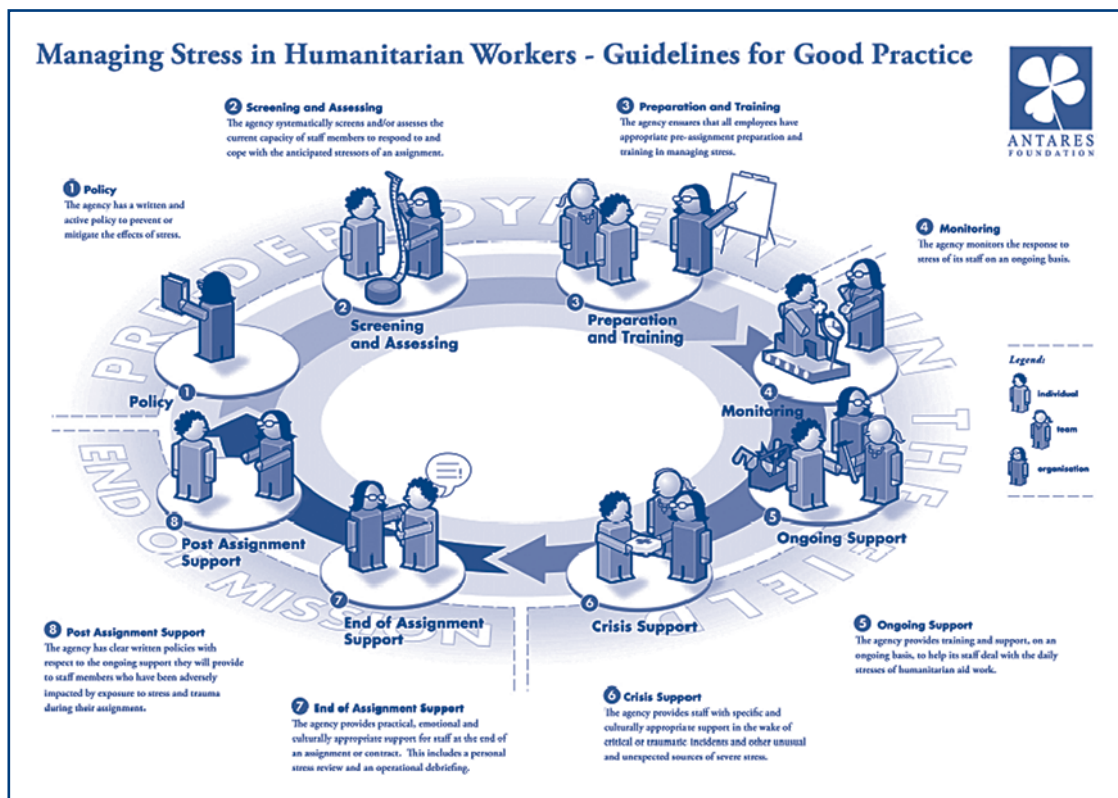 Managing Stress in Humanitarian Workers - Guidelines for Good Practice
ANTARES
FOUNDATION
2 Screening and Assessing
The agency systematically screens and/or assesses the
current capacity of staff members to respond to and
cope with the anticipated stressors of an assignment.
3 Preparation and Training
The agency ensures that all employees have
appropriate pre-assignment preparation and
training in managing stress.
1 Policy
The agency has a written and
active policy to prevent or
mitigate the effects of stress.
4 Monitoring
The agency monitors the response to
stress of its staff on an ongoing basis.
PRE DEPLOYMENT
IN THE FIELD
END OF MISSION
2
Screening
and Assessing
3
Preparation
and Training
1
Policy
4
Monitoring
Legend:
individual
team
organisation
8
Post Assignment
Support
7
End of Assignment
Support
6
Crisis Support
5
Ongoing Support
8 Post Assignment Support
The agency has clear written policies with
respect to the ongoing support they will provide
to staff members who have been adversely
impacted by exposure to stress and trauma
during their assignment.
7 End of Assignment Support
The agency provides practical, emotional and
culturally appropriate support for staff at the end of
an assignment or contract. This includes a personal
stress review and an operational debriefing.
6 Crisis Support
The agency provides staff with specific and
culturally appropriate support in the wake of
critical or traumatic incidents and other unusual
and unexpected sources of severe stress.
5 Ongoing Support
The agency provides training and support, on an
ongoing basis, to help its staff deal with the daily
stresses of humanitarian aid work.